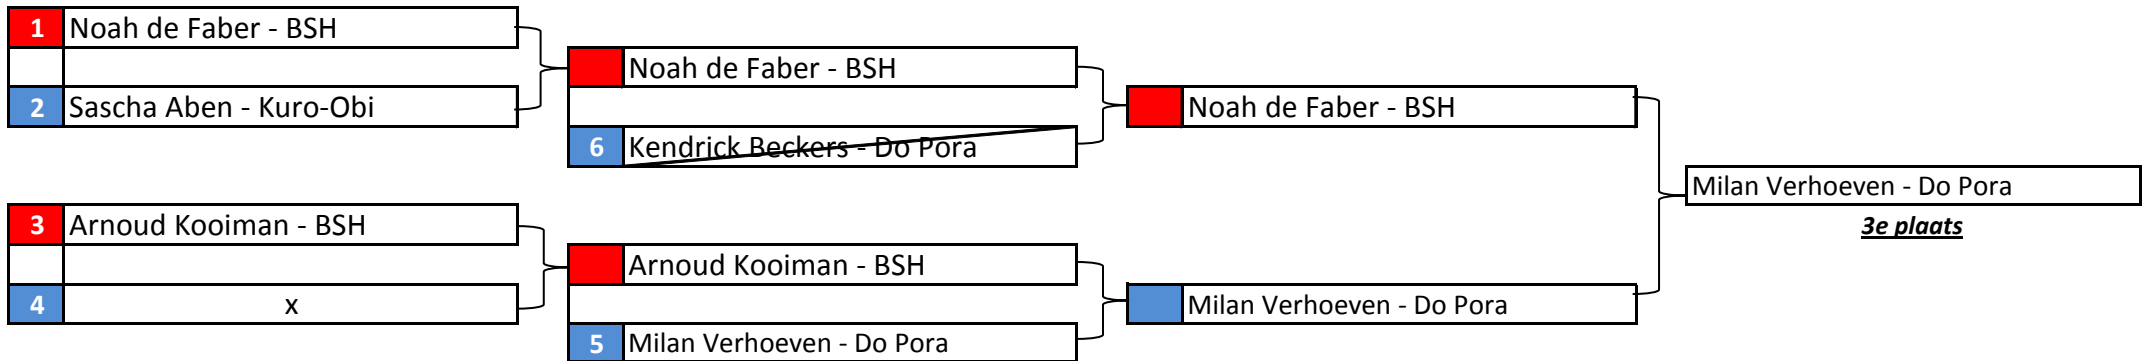 1 Noah de Faber - BSH
2 Sascha Aben - Kuro-Obi
3 Arnoud Kooiman - BSH
4 x
Noah de Faber - BSH
6 Kendrick Beckers - Do Pora
Arnoud Kooiman - BSH
5 Milan Verhoeven - Do Pora
Noah de Faber - BSH
Milan Verhoeven - Do Pora
Milan Verhoeven - Do Pora
3e plaats